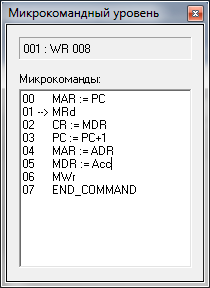 Микрокомандный уровень
001 : WR 008
Микрокоманды:
00 MAR := PC
01 --> MRd
02 CR := MDR
03 PC := PC+1
04 MAR := ADR
05 MDR := Acc
06 MWr
07 END_COMMAND